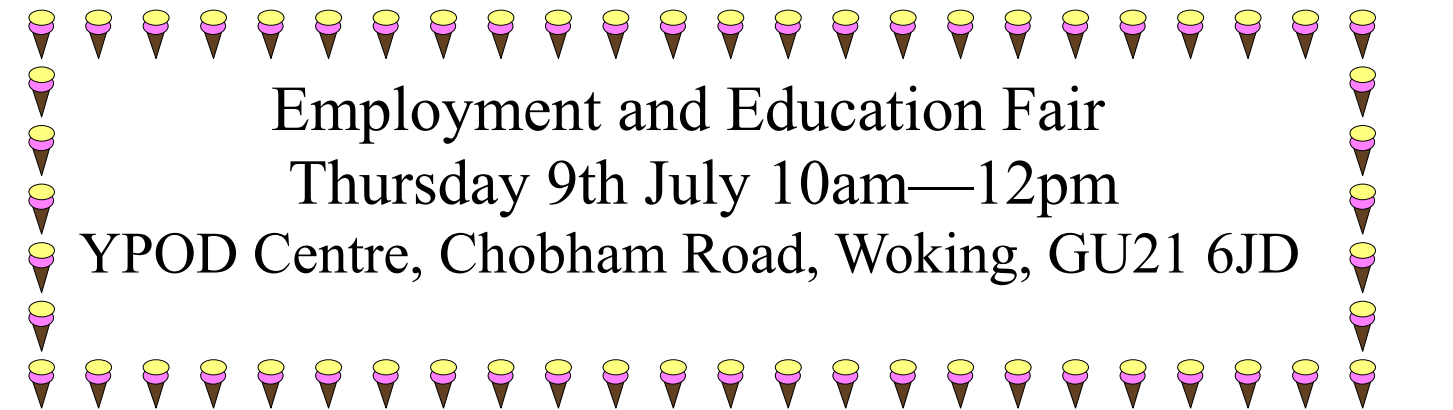 Employment and Education Fair
Thursday 9th July 10am—12pm
YPOD Centre, Chobham Road, Woking, GU21 6JD